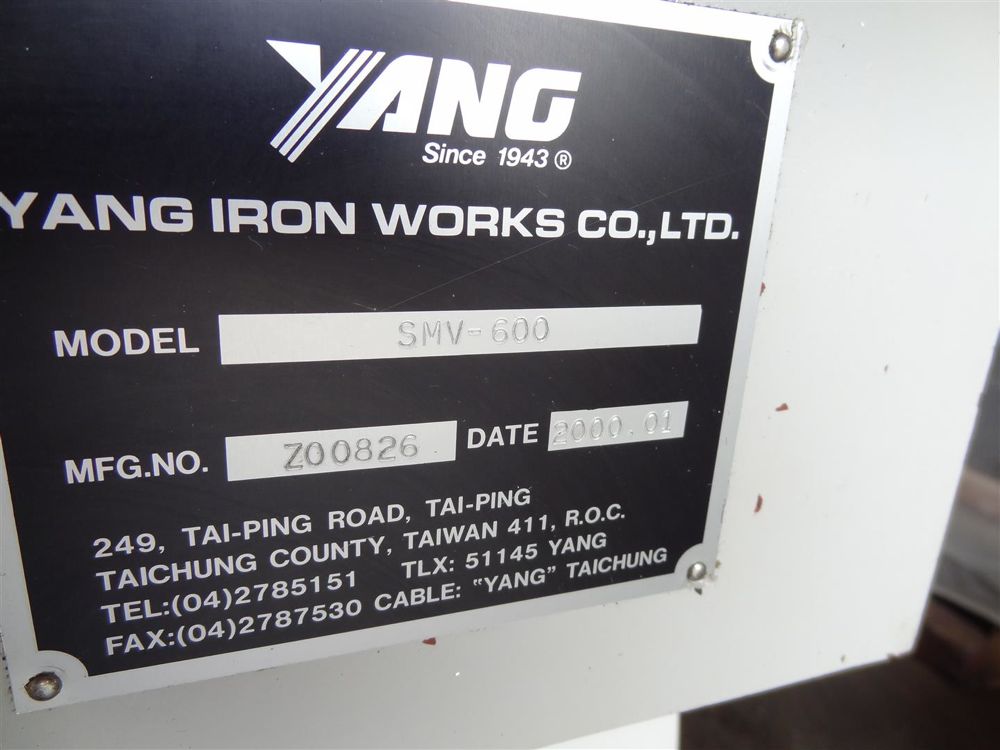 YANG
Since 1943 ®
YANG IRON WORKS CO.,LTD.
MODEL SMV-600
MFG.NO. Z00826 DATE 2000.01
249, TAI-PING ROAD, TAI-PING
TAICHUNG COUNTY, TAIWAN 411, R.O.C.
TEL:(04)2785151 TLX: 51145 YANG
FAX:(04)2787530 CABLE: "YANG" TAICHUNG